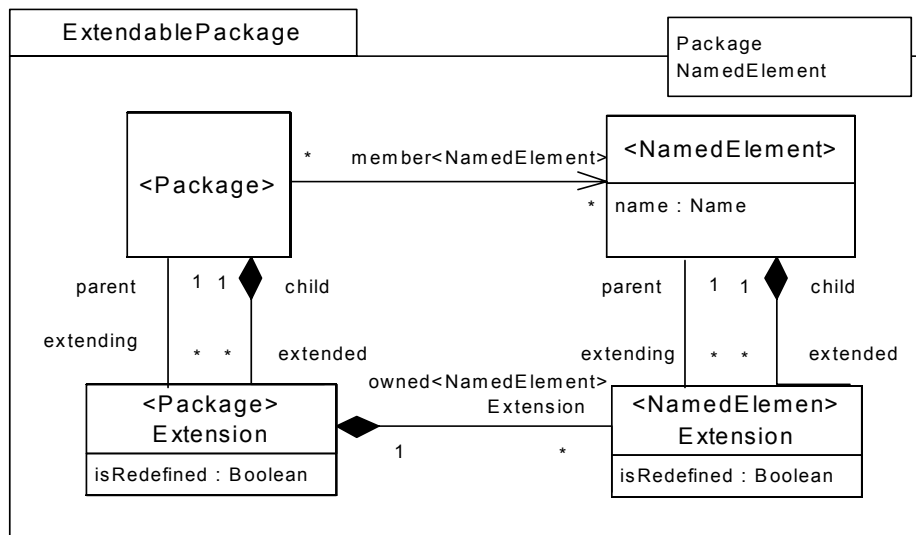 ExtendablePackage
Package
NamedElement
<Package>
* member<NamedElement>
*
<NamedElement>
name : Name
parent 1 1 child
extending * * extended
parent 1 1 child
extending * * extended
owned<NamedElement>
Extension
1 *
<Package>
Extension
isRedefined : Boolean
<NamedElemen>
Extension
isRedefined : Boolean